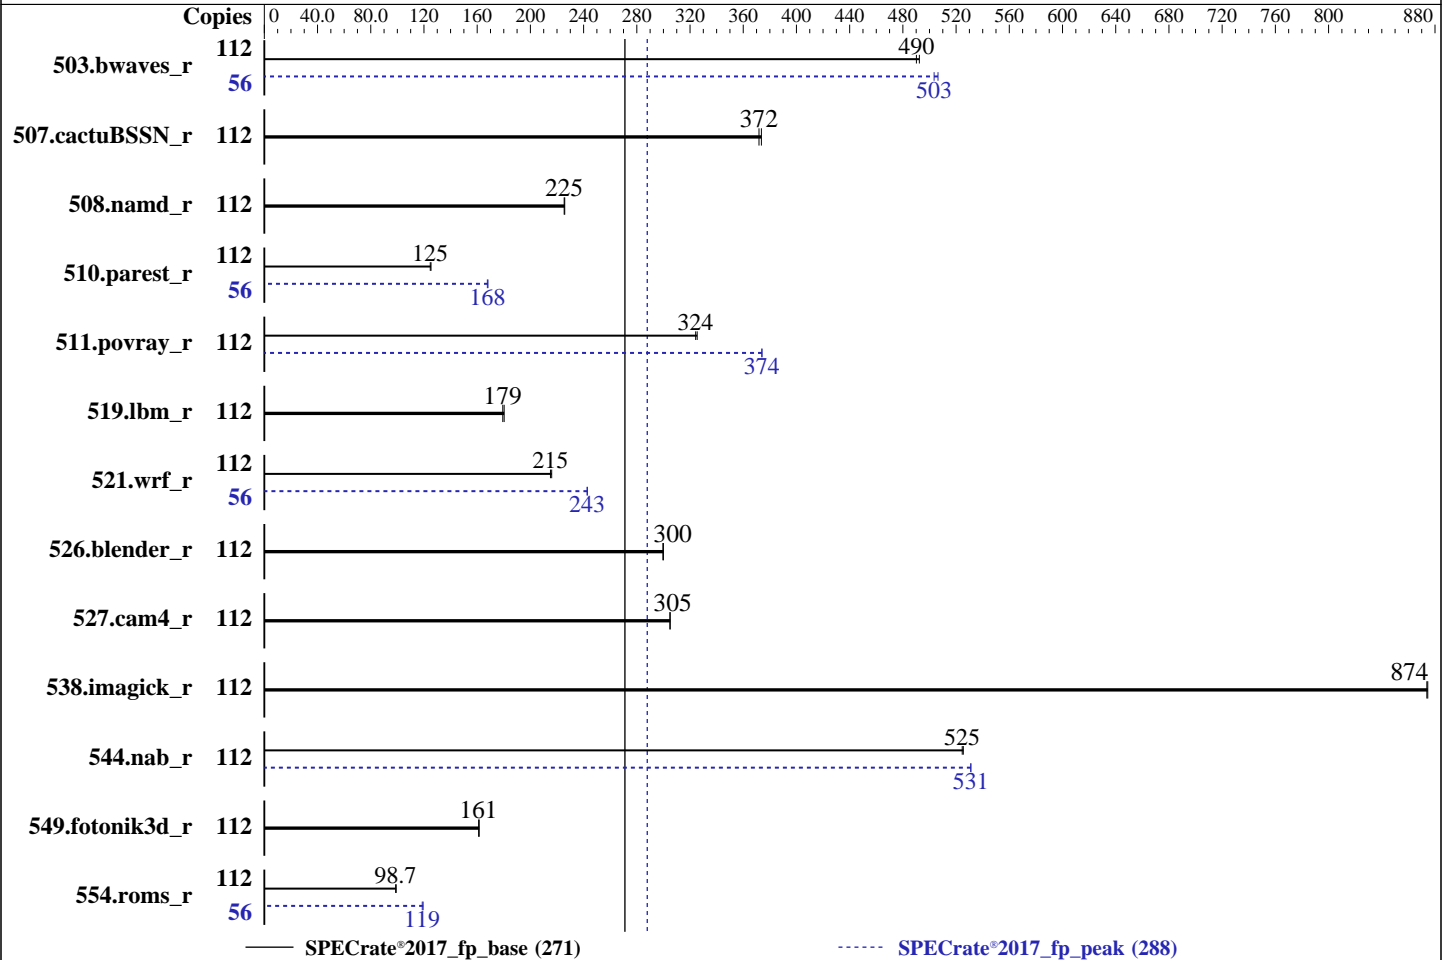 Copies 0 40.0 80.0 120 160 200 240 280 320 360 400 440 480 520 560 600 640 680 720 760 800 880
503.bwaves_r 112 490
56 503
507.cactuBSSN_r 112 372
508.namd_r 112 225
510.parest_r 112 125
56 168
511.povray_r 112 324
374
519.lbm_r 112 179
521.wrf_r 112 215
56 243
526.blender_r 112 300
527.cam4_r 112 305
538.imagick_r 112 874
544.nab_r 112 525
531
549.fotonik3d_r 112 161
554.roms_r 112 98.7
56 119
SPECrate®2017_fp_base (271) SPECrate®2017_fp_peak (288)